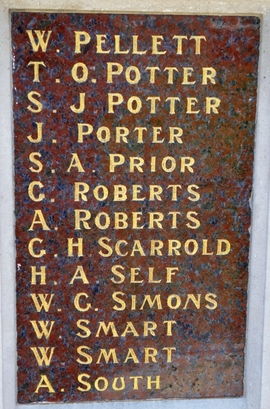 W. PELLETT
T. O. POTTER
S. J POTTER
J. PORTER
S. A. PRIOR
C. ROBERTS
A. ROBERTS
G. H SCARROLD
H. A SELF
W. G. SIMONS
W SMART
W SMART
A. SOUTH